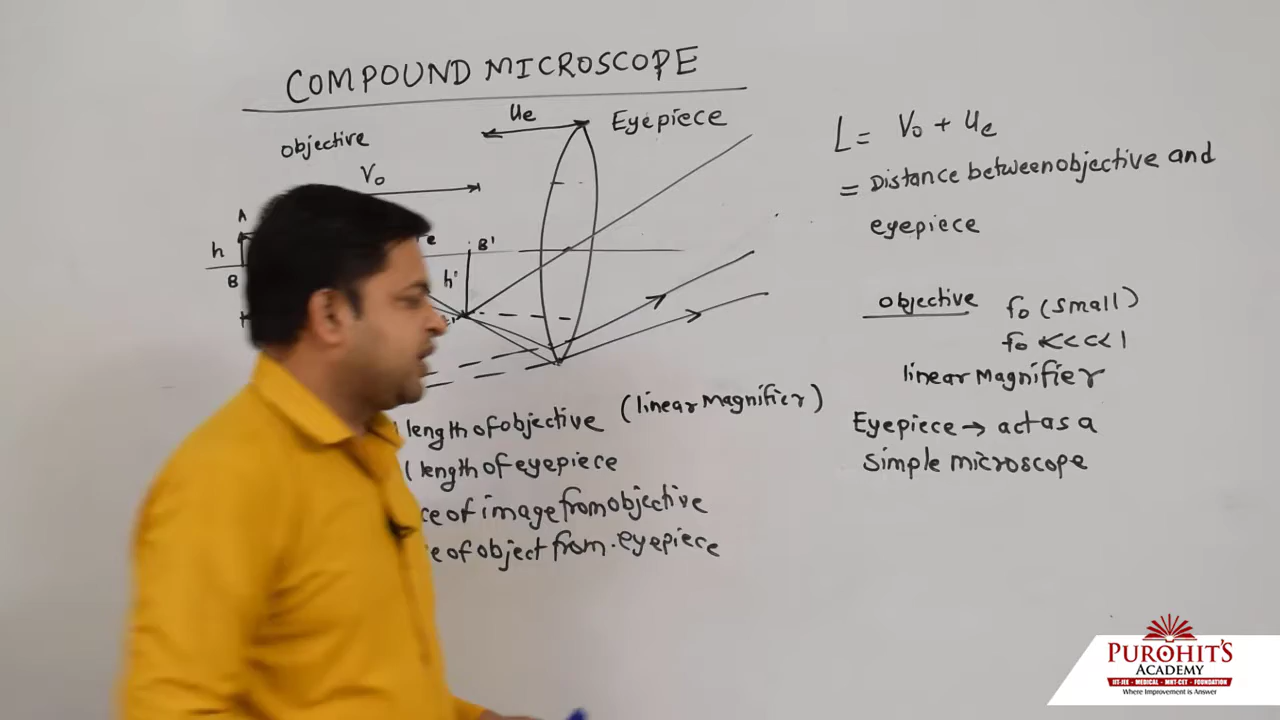 COMPOUND MICROSCOPE
objective
Vo
ue
Eyepiece
A
h
B
e
B'
h'
L = Vo + ue
= Distance between objective and
eyepiece
objective fo (small)
fo <<<< 1
linear Magnifier
Eyepiece → act as a
simple microscope
length of objective (linear Magnifier)
length of eyepiece
ce of image from objective
e of object from eyepiece
PUROHIT'S
ACADEMY
IIT-JEE - MEDICAL - MHT-CET - FOUNDATION
Where Improvement is Answer